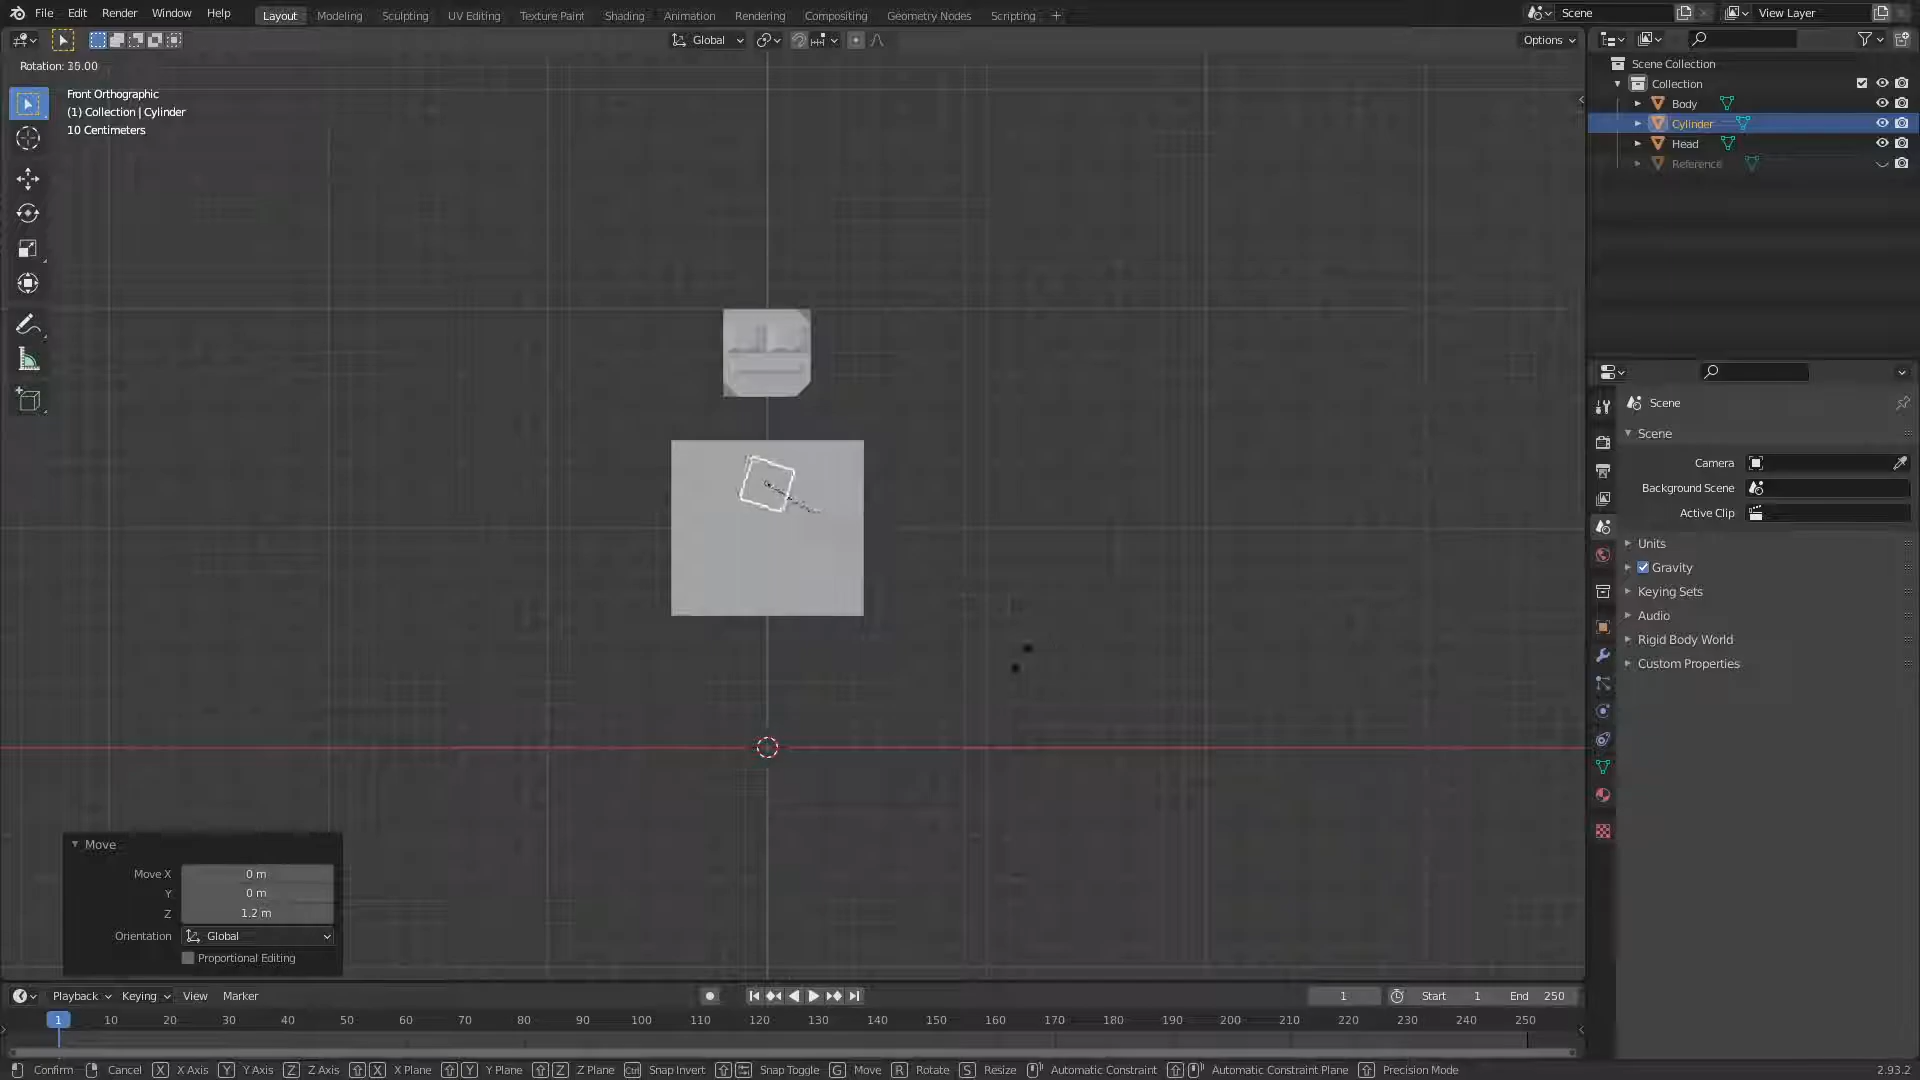 File Edit Render Window Help Layout Modeling Sculpting UV Editing Texture Paint Shading Animation Rendering Compositing Geometry Nodes Scripting + Scene View Layer
Global Options
Rotation: 35.00
Front Orthographic
(1) Collection | Cylinder
10 Centimeters
Scene Collection
Collection
Body
Cylinder
Head
Reference
Scene
Scene
Camera
Background Scene
Active Clip
Units
Gravity
Keying Sets
Audio
Rigid Body World
Custom Properties
Move
Move X 0 m
Y 0 m
Z 1.2 m
Orientation Global
Proportional Editing
Playback Keying View Marker 1 Start 1 End 250
1 10 20 30 40 50 60 70 80 90 100 110 120 130 140 150 160 170 180 190 200 210 220 230 240 250
Confirm Cancel X X Axis Y Y Axis Z Z Axis X X Plane Y Y Plane Z Z Plane Ctrl Snap Invert Snap Toggle G Move R Rotate S Resize Automatic Constraint Automatic Constraint Plane Precision Mode 2.93.2